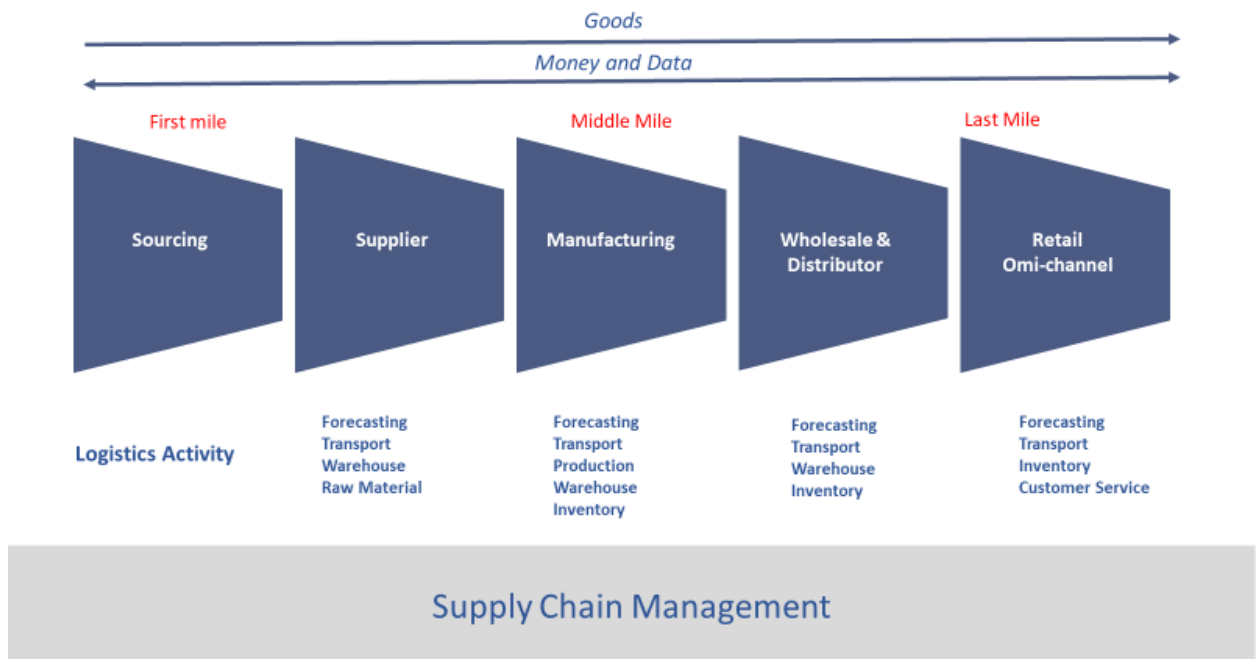 Goods
Money and Data
First mile
Middle Mile
Last Mile
Sourcing
Supplier
Manufacturing
Wholesale &
Distributor
Retail
Omi-channel
Logistics Activity
Forecasting
Transport
Warehouse
Raw Material
Forecasting
Transport
Production
Warehouse
Inventory
Forecasting
Transport
Warehouse
Inventory
Forecasting
Transport
Inventory
Customer Service
Supply Chain Management